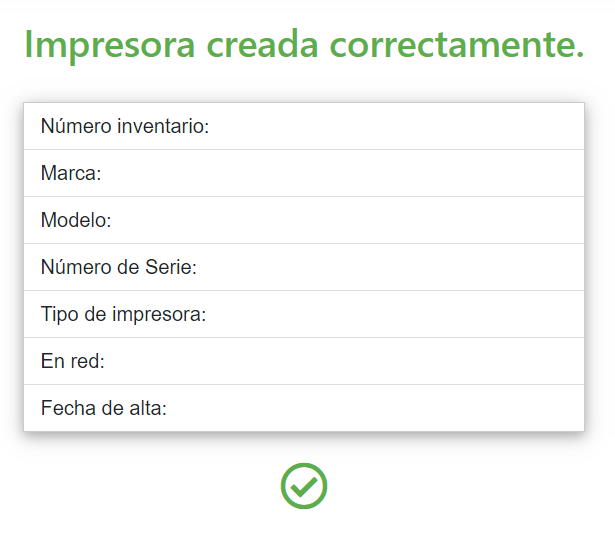 Impresora creada correctamente.
Número inventario:
Marca:
Modelo:
Número de Serie:
Tipo de impresora:
En red:
Fecha de alta: